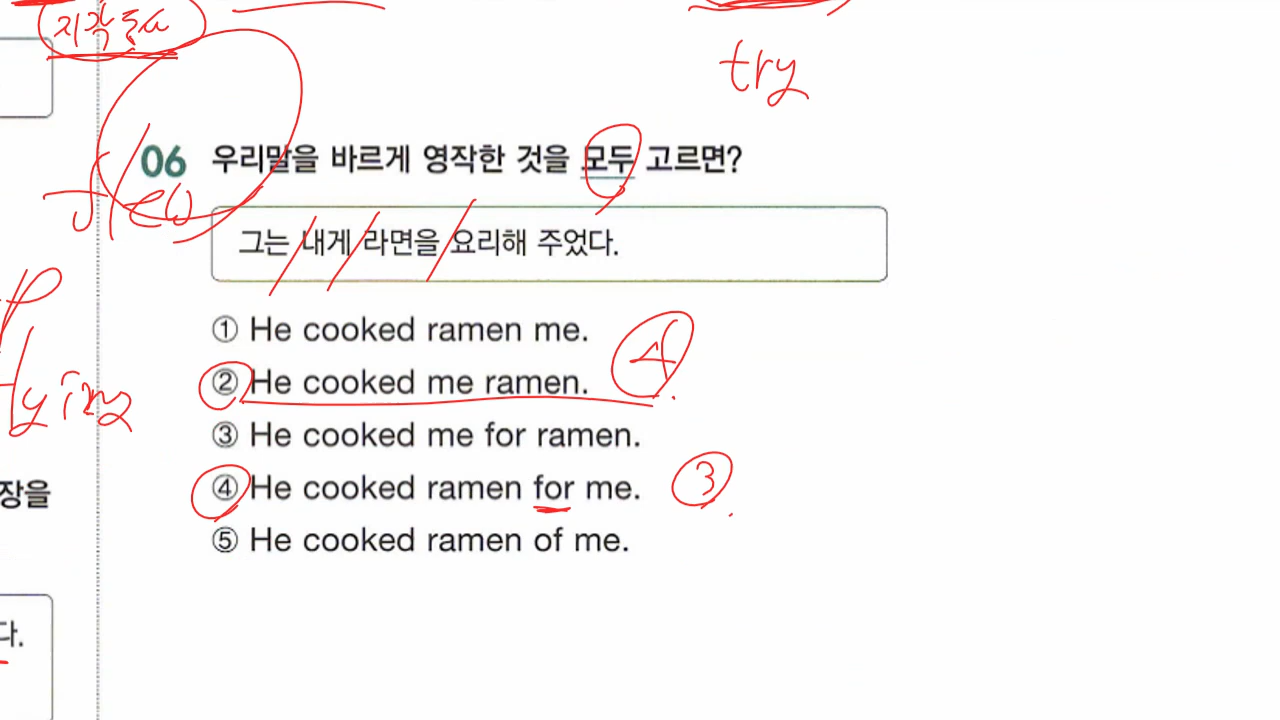 지각동사
try
06 우리말을 바르게 영작한 것을 모두 고르면?
flew
그는 내게 라면을 요리해 주었다.
① He cooked ramen me.
② He cooked me ramen. 4
③ He cooked me for ramen.
④ He cooked ramen for me. 3
⑤ He cooked ramen of me.
장을
다.